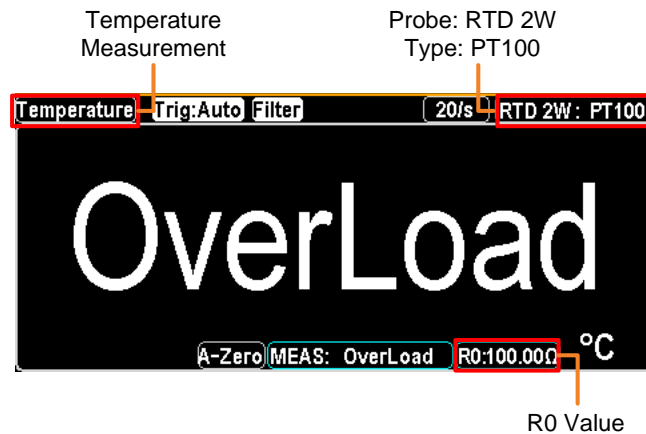 Temperature
Measurement
Probe: RTD 2W
Type: PT100
Temperature Trig:Auto Filter 20/s RTD 2W: PT100
OverLoad
A-Zero MEAS: OverLoad R0:100.00Ω °C
R0 Value